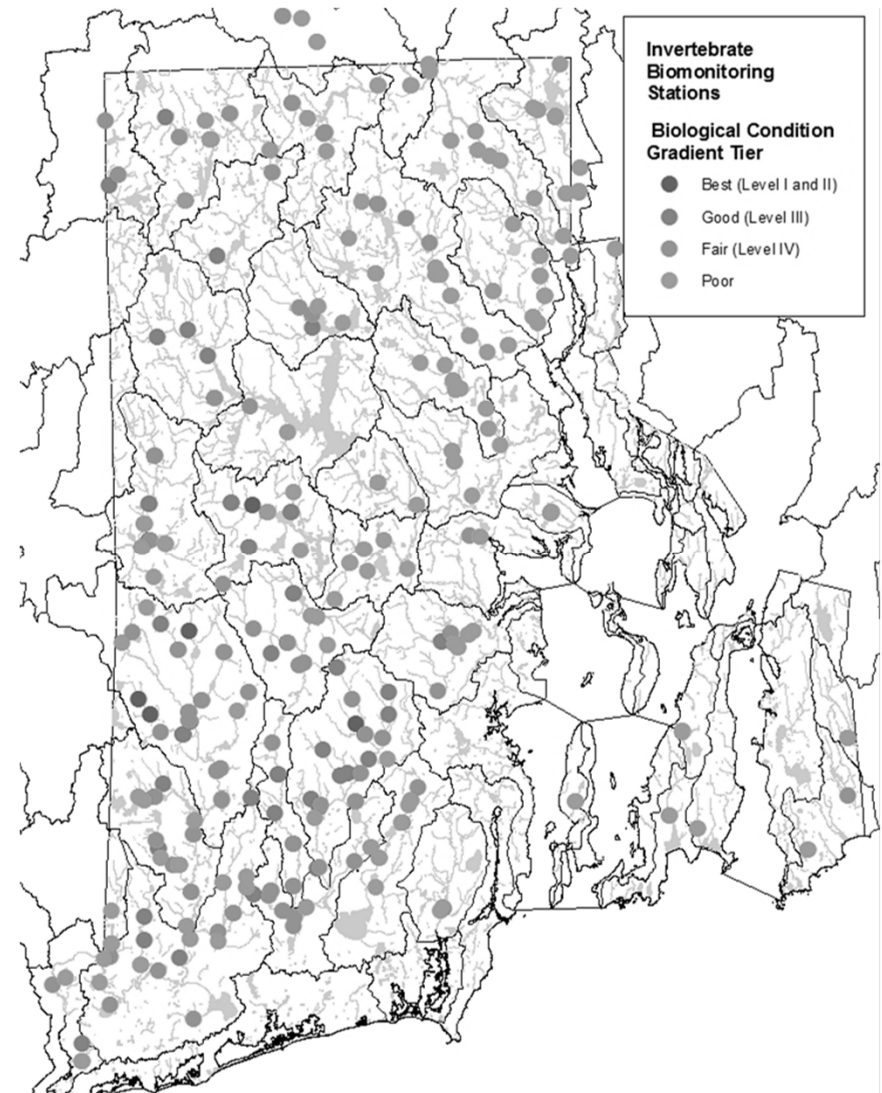 Invertebrate
Biomonitoring
Stations
Biological Condition
Gradient Tier
Best (Level I and II)
Good (Level III)
Fair (Level IV)
Poor